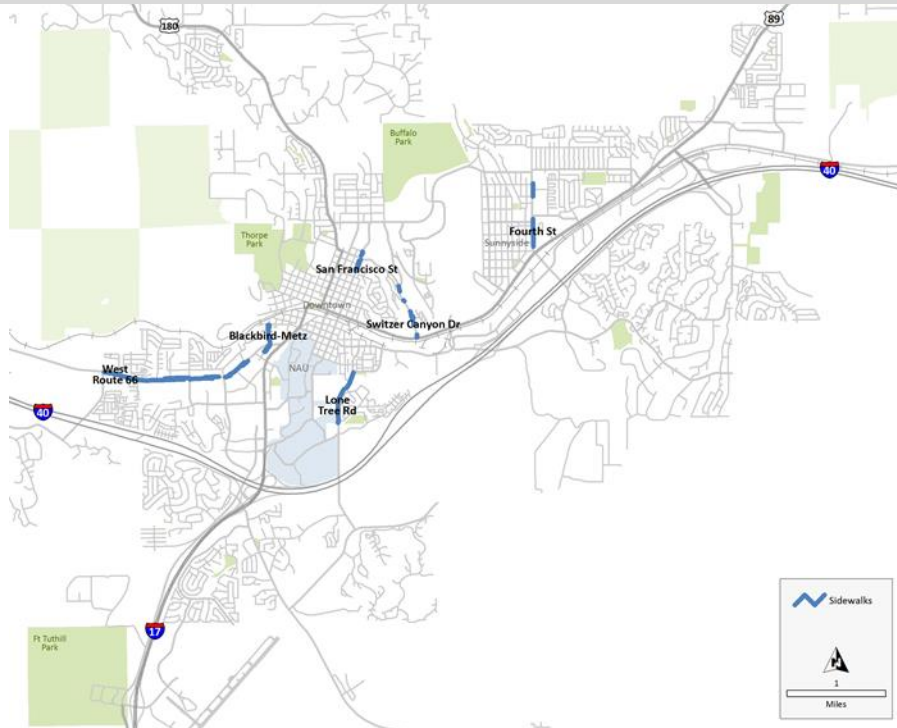 180
89
Buffalo
Park
40
Thorpe
Park
Fourth St
Sunnyside
San Francisco St
Downtown
Switzer Canyon Dr
Blackbird-Metz
West
Route 66
NAU
Lone
Tree Rd
40
Sidewalks
17
Ft Tuthill
Park
N
1
Miles